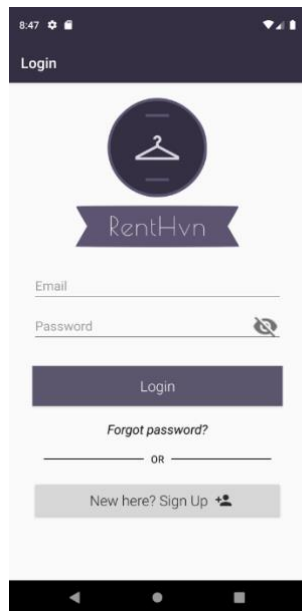 8:47
Login
RentHvn
Email
Password
Login
Forgot password?
OR
New here? Sign Up